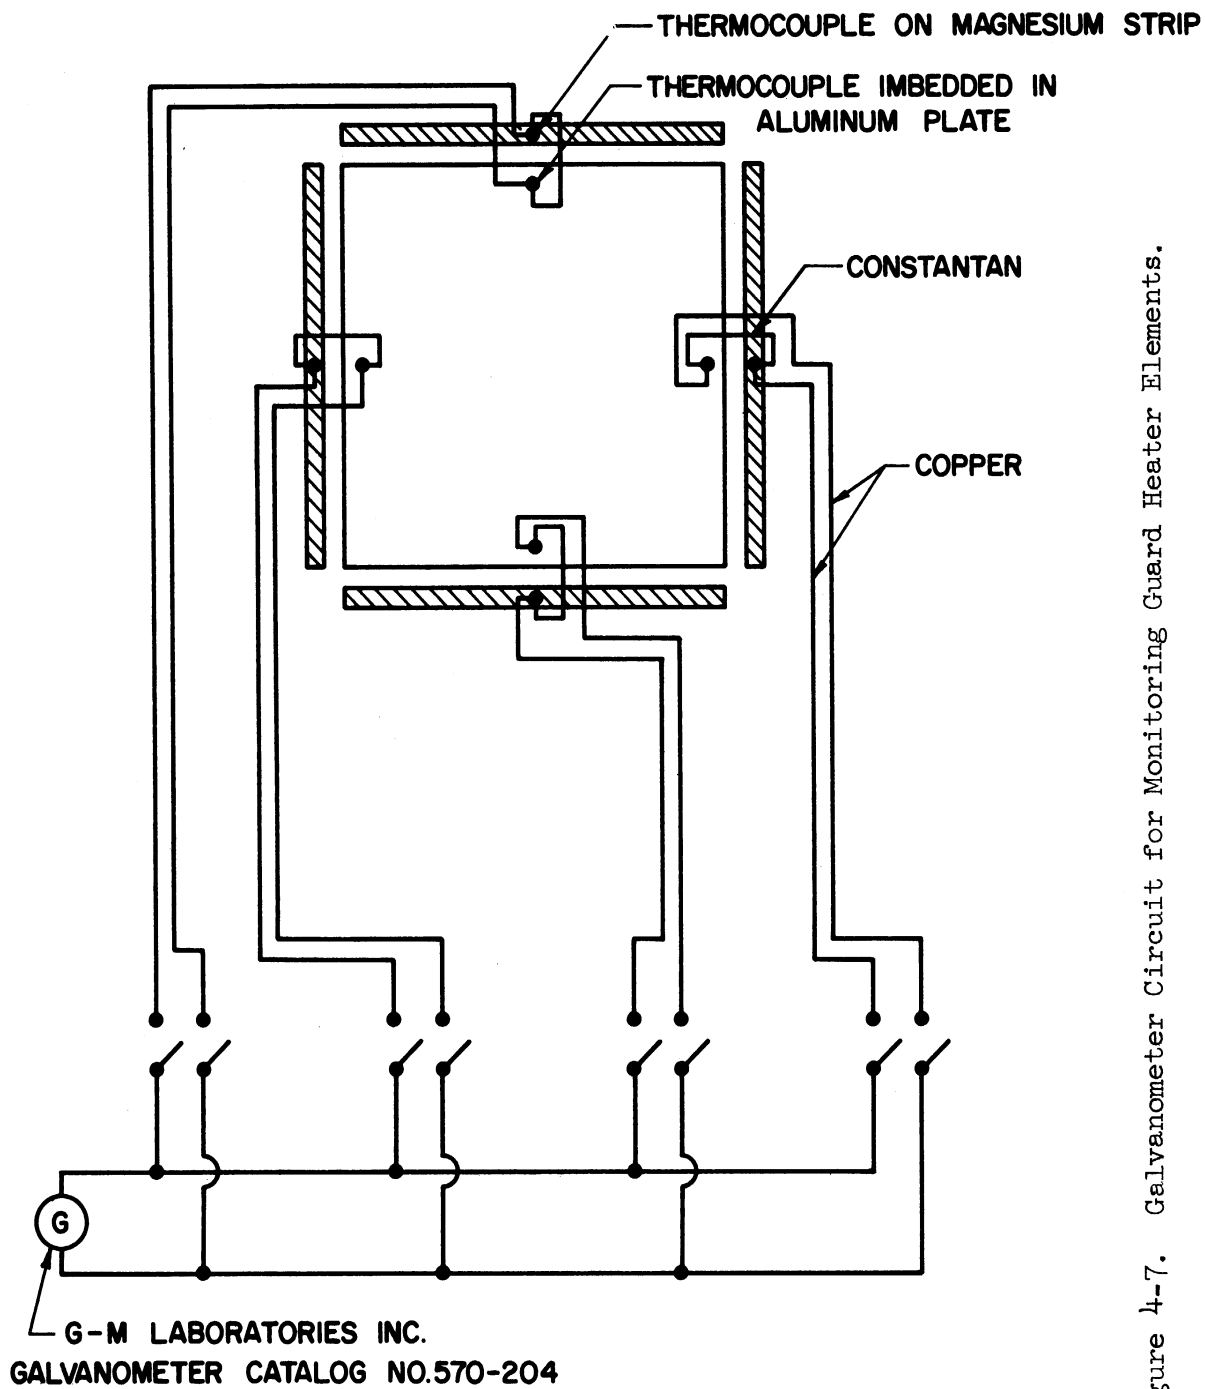 THERMOCOUPLE ON MAGNESIUM STRIP
THERMOCOUPLE IMBEDDED IN
ALUMINUM PLATE
CONSTANTAN
COPPER
G
G-M LABORATORIES INC.
GALVANOMETER CATALOG NO.570-204
gure 4-7. Galvanometer Circuit for Monitoring Guard Heater Elements.